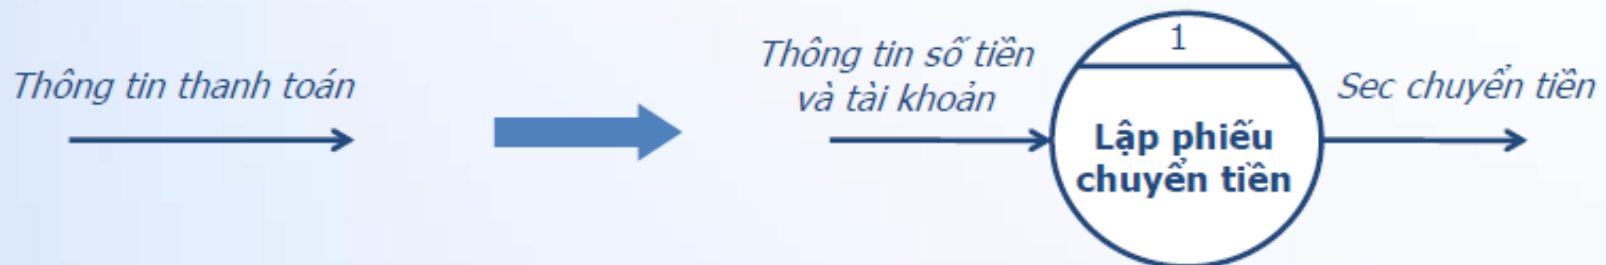 Thông tin thanh toán
Thông tin số tiền
và tài khoản
1
Lập phiếu
chuyển tiền
Sec chuyển tiền